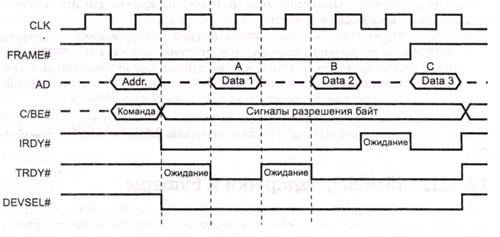 CLK
FRAME#
A B C
AD Addr. Data 1 Data 2 Data 3
C/BE# Команда Сигналы разрешения байт
IRDY# Ожидание
TRDY# Ожидание Ожидание
DEVSEL#